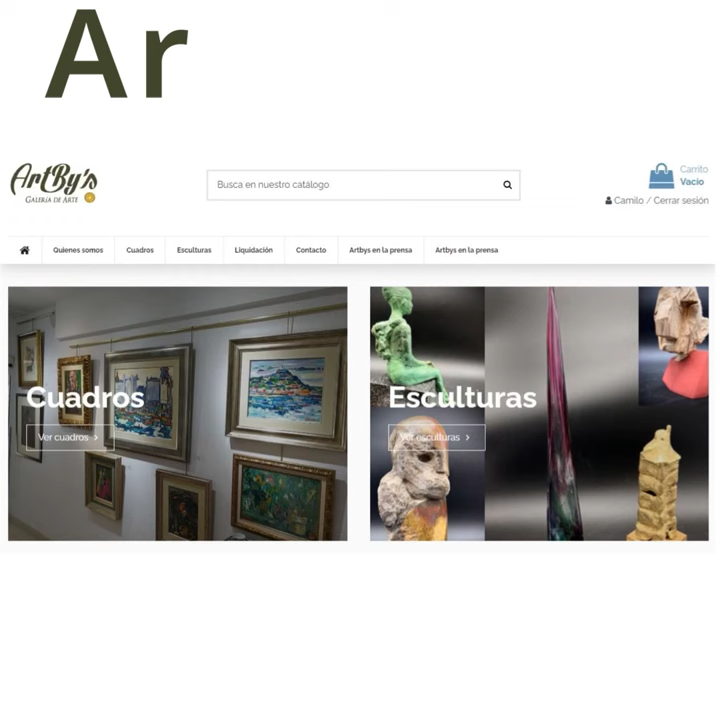 Ar
ArtBy's
GALERÍA DE ARTE
Busca en nuestro catálogo
Carrito
Vacío
Camilo / Cerrar sesión
Quienes somos Cuadros Esculturas Liquidación Contacto Artbys en la prensa Artbys en la prensa
Cuadros
Ver cuadros >
Esculturas
Ver esculturas >